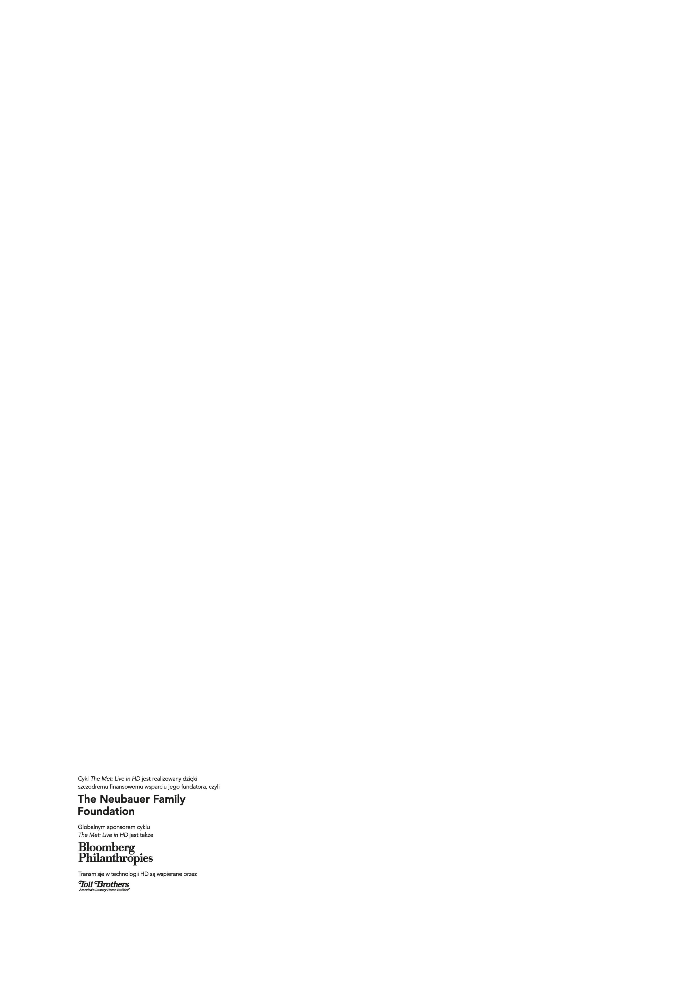 Cykl The Met: Live in HD jest realizowany dzięki
szczodremu finansowemu wsparciu jego fundatora, czyli
The Neubauer Family
Foundation
Globalnym sponsorem cyklu
The Met: Live in HD jest także
Bloomberg
Philanthropies
Transmisje w technologii HD są wspierane przez
Toll Brothers
America's Luxury Home Builder®